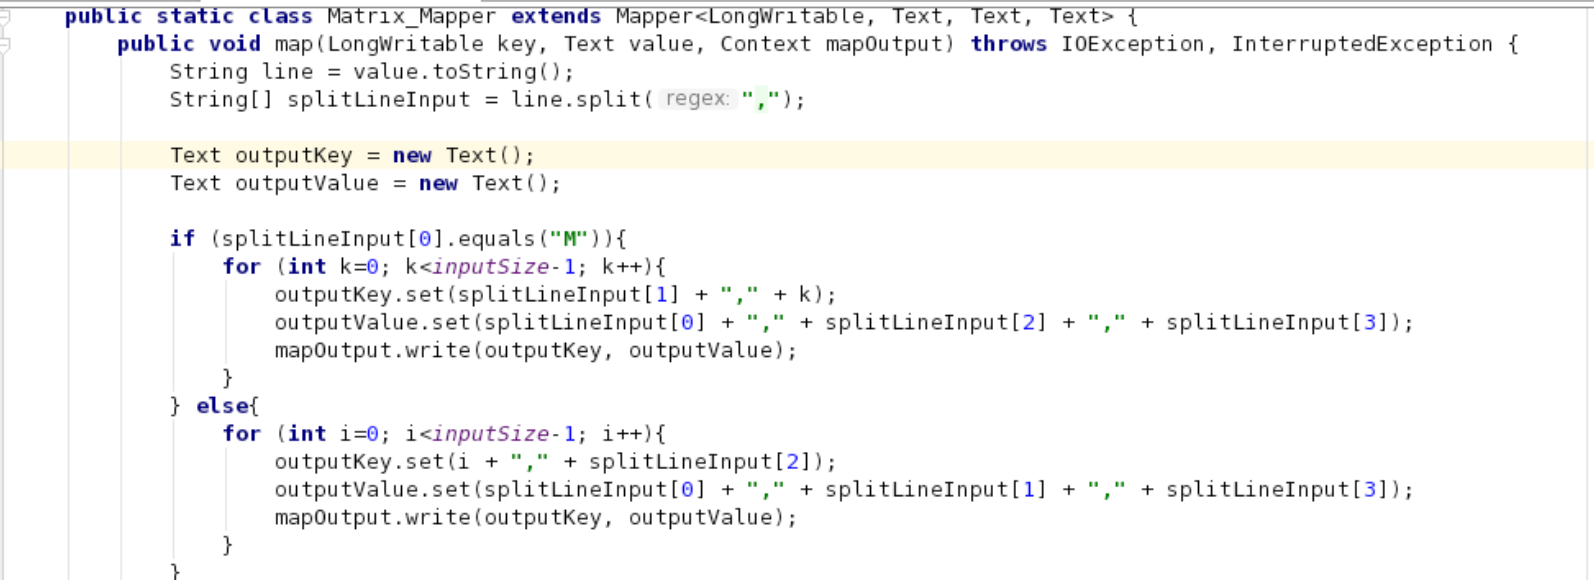 public static class Matrix_Mapper extends Mapper<LongWritable, Text, Text, Text> {
public void map(LongWritable key, Text value, Context mapOutput) throws IOException, InterruptedException {
String line = value.toString();
String[] splitLineInput = line.split( regex: ",");
Text outputKey = new Text();
Text outputValue = new Text();
if (splitLineInput[0].equals("M")){
for (int k=0; k<inputSize-1; k++){
outputKey.set(splitLineInput[1] + "," + k);
outputValue.set(splitLineInput[0] + "," + splitLineInput[2] + "," + splitLineInput[3]);
mapOutput.write(outputKey, outputValue);
}
} else{
for (int i=0; i<inputSize-1; i++){
outputKey.set(i + "," + splitLineInput[2]);
outputValue.set(splitLineInput[0] + "," + splitLineInput[1] + "," + splitLineInput[3]);
mapOutput.write(outputKey, outputValue);
}
}